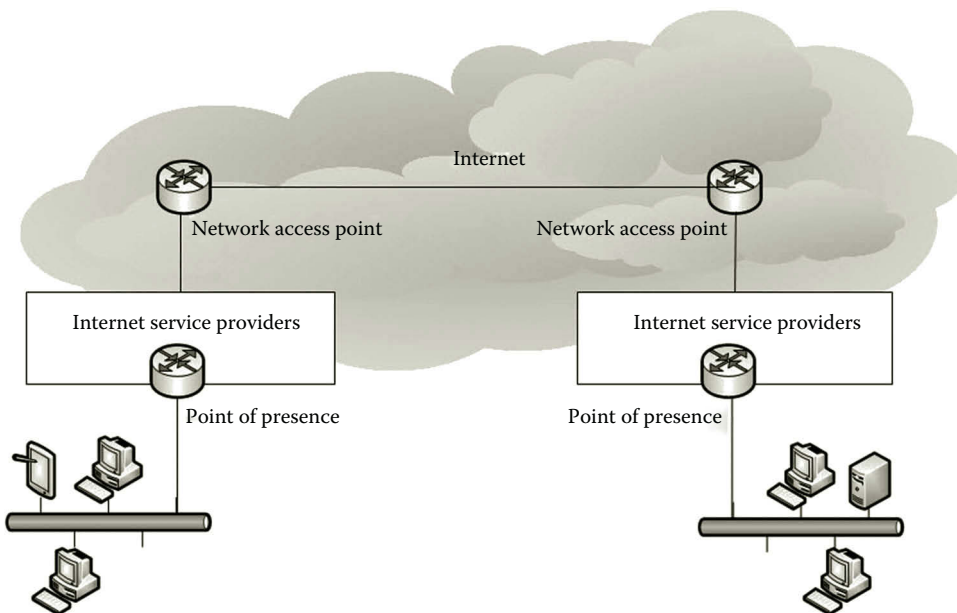 Internet
Network access point
Network access point
Internet service providers
Internet service providers
Point of presence
Point of presence